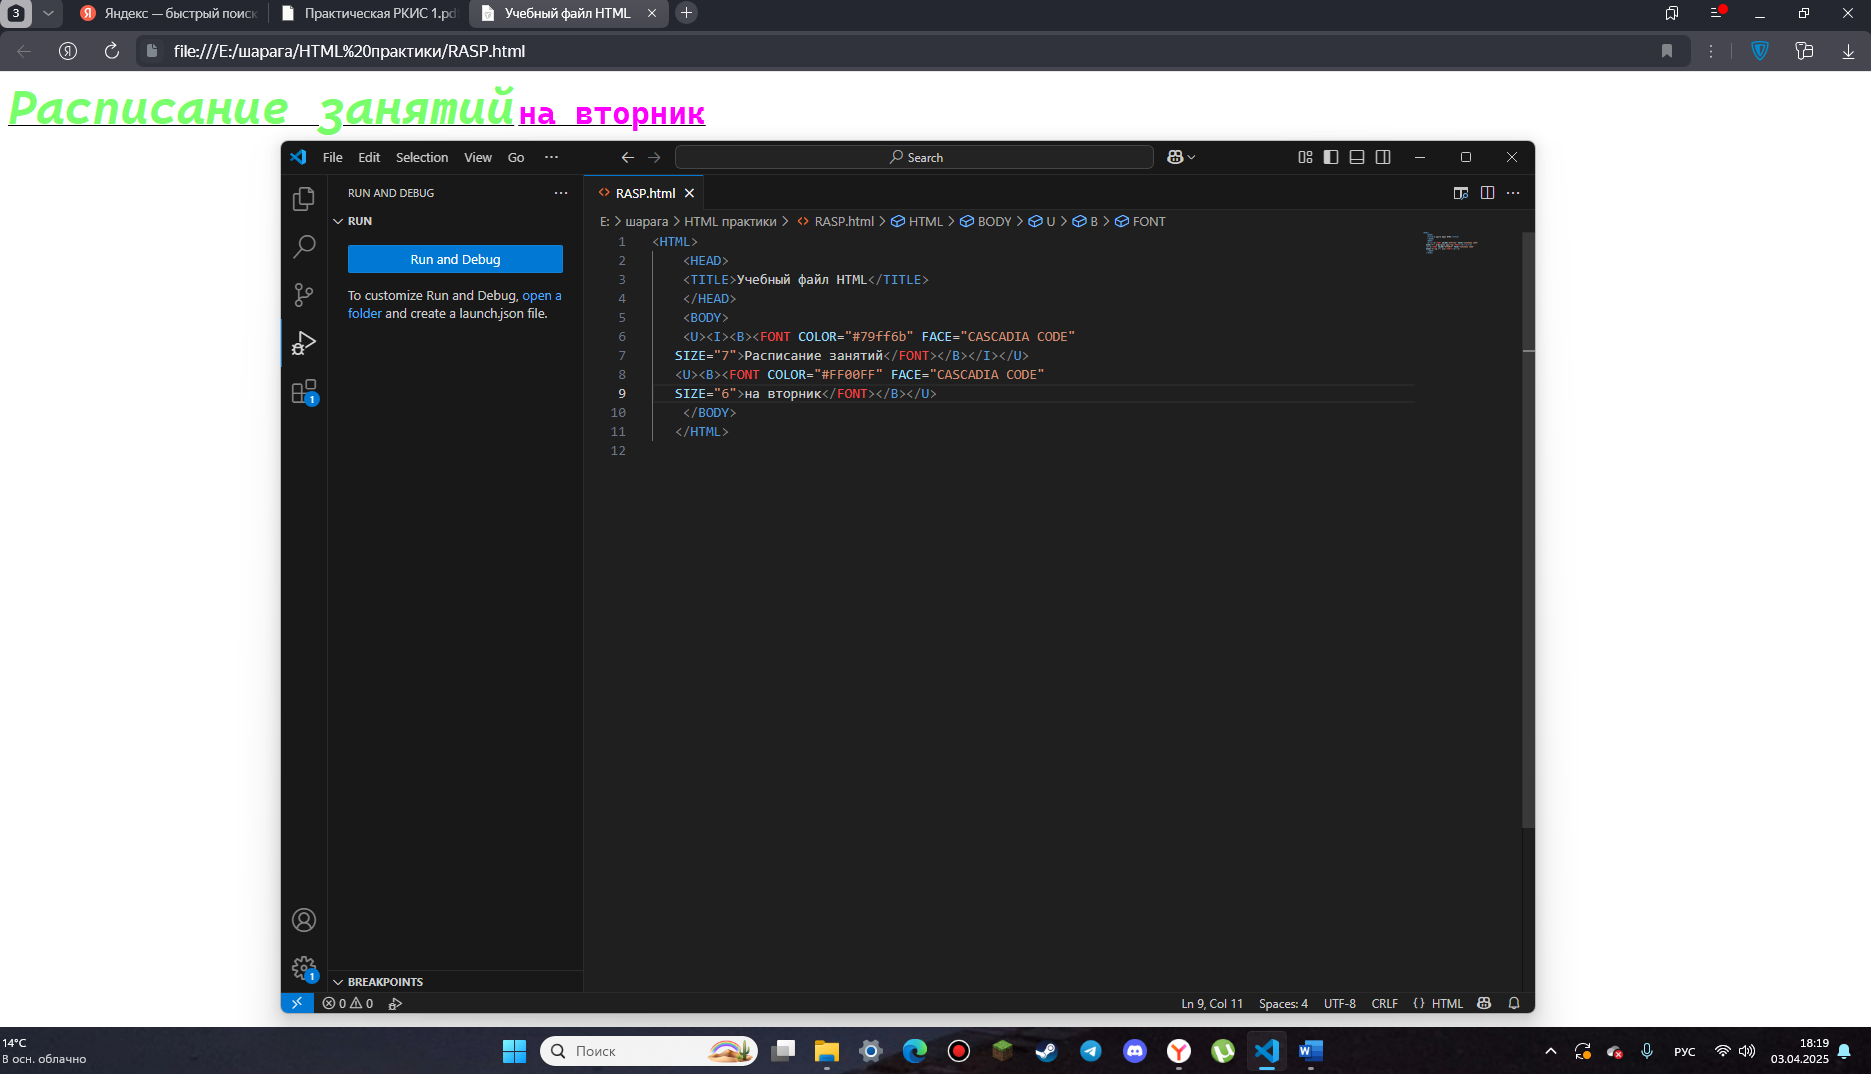 3
Яндекс — быстрый поиск
Практическая РКИС 1.pd
Учебный файл HTML
file:///E:/шарага/HTML%20практики/RASP.html
Расписание занятий на вторник
File Edit Selection View Go ···
Search
RUN AND DEBUG ···
RASP.html
RUN
E: > шарага > HTML практики > RASP.html > HTML > BODY > U > B > FONT
Run and Debug
To customize Run and Debug, open a
folder and create a launch.json file.
1 <HTML>
2 <HEAD>
3 <TITLE>Учебный файл HTML</TITLE>
4 </HEAD>
5 <BODY>
6 <U><I><B><FONT COLOR="#79ff6b" FACE="CASCADIA CODE"
7 SIZE="7">Расписание занятий</FONT></B></I></U>
8 <U><B><FONT COLOR="#FF00FF" FACE="CASCADIA CODE"
9 SIZE="6">на вторник</FONT></B></U>
10 </BODY>
11 </HTML>
12
1
1
BREAKPOINTS
0 0
Ln 9, Col 11 Spaces: 4 UTF-8 CRLF {} HTML
14°C
В осн. облачно
Поиск
РУС
18:19
03.04.2025